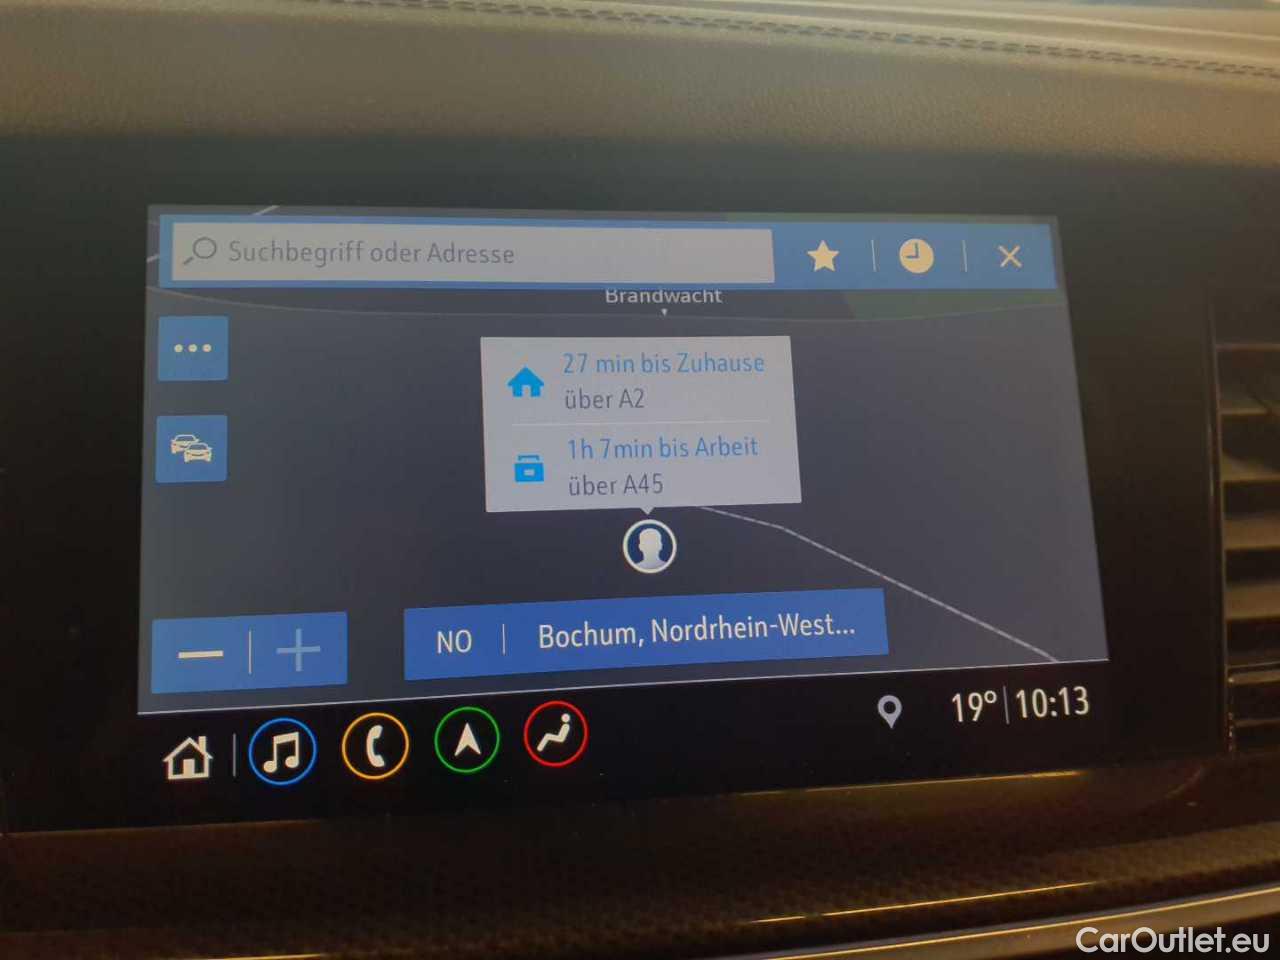 Suchbegriff oder Adresse
Brandwacht
27 min bis Zuhause
über A2
1h 7min bis Arbeit
über A45
NO | Bochum, Nordrhein-West...
19° | 10:13
CarOutlet.eu